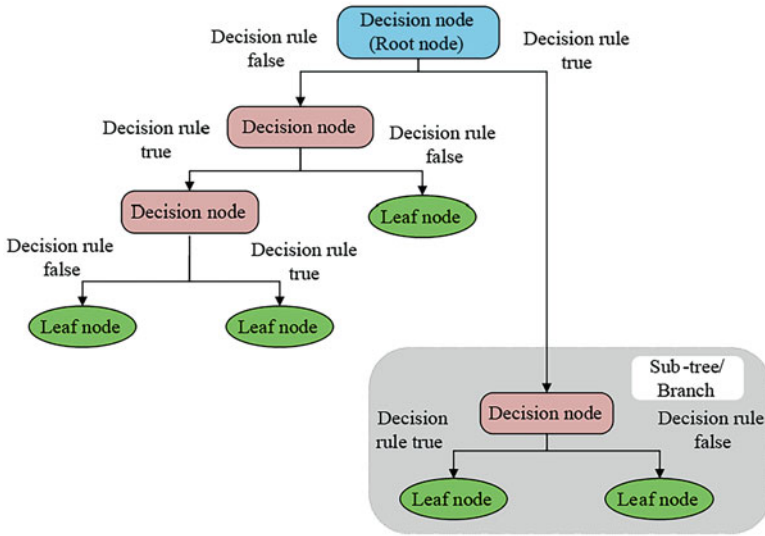 Decision node
(Root node)
Decision rule
false
Decision rule
true
Decision node
Decision rule
true
Decision rule
false
Decision node
Leaf node
Decision rule
false
Decision rule
true
Leaf node
Leaf node
Sub-tree/
Branch
Decision node
Decision
rule true
Decision rule
false
Leaf node
Leaf node